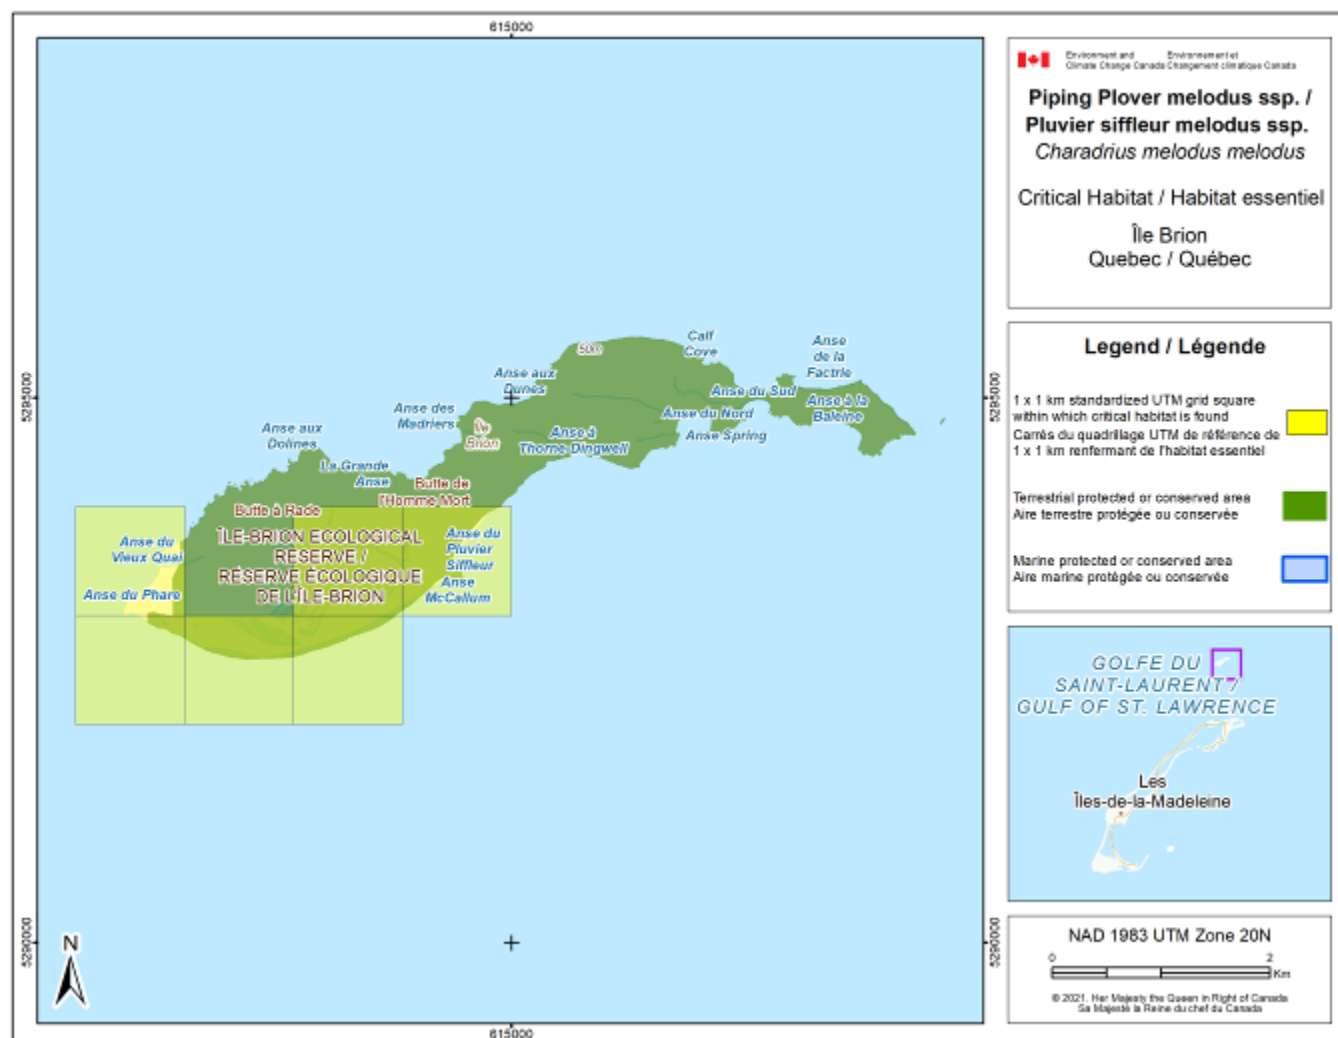 615000
5295000
5295000
5290000
5290000
615000
50m
Calf
Cove
Anse
de la
Factrie
Anse aux
Dunes
Anse du Sud
Anse des
Madriers
Île
Brion
Anse du Nord
Anse à la
Baleine
Anse aux
Dolines
Anse à
Thorne Dingwell
Anse Spring
La Grande
Anse
Butte de
l'Homme Mort
Butte à Rade
ÎLE-BRION ECOLOGICAL
RESERVE /
RÉSERVE ÉCOLOGIQUE
DE L'ÎLE-BRION
Anse du
Vieux Quai
Anse du Phare
Anse du
Pluvier
Siffleur
Anse
McCallum
N
Environment and
Climate Change Canada
Environnement et
Changement climatique Canada
Piping Plover melodus ssp. /
Pluvier siffleur melodus ssp.
Charadrius melodus melodus
Critical Habitat / Habitat essentiel
Île Brion
Quebec / Québec
Legend / Légende
1 x 1 km standardized UTM grid square
within which critical habitat is found
Carrés du quadrillage UTM de référence de
1 x 1 km renfermant de l'habitat essentiel
Terrestrial protected or conserved area
Aire terrestre protégée ou conservée
Marine protected or conserved area
Aire marine protégée ou conservée
GOLFE DU
SAINT-LAURENT /
GULF OF ST. LAWRENCE
Les
Îles-de-la-Madeleine
NAD 1983 UTM Zone 20N
0 2
Km
© 2021. Her Majesty the Queen in Right of Canada
Sa Majesté la Reine du chef du Canada